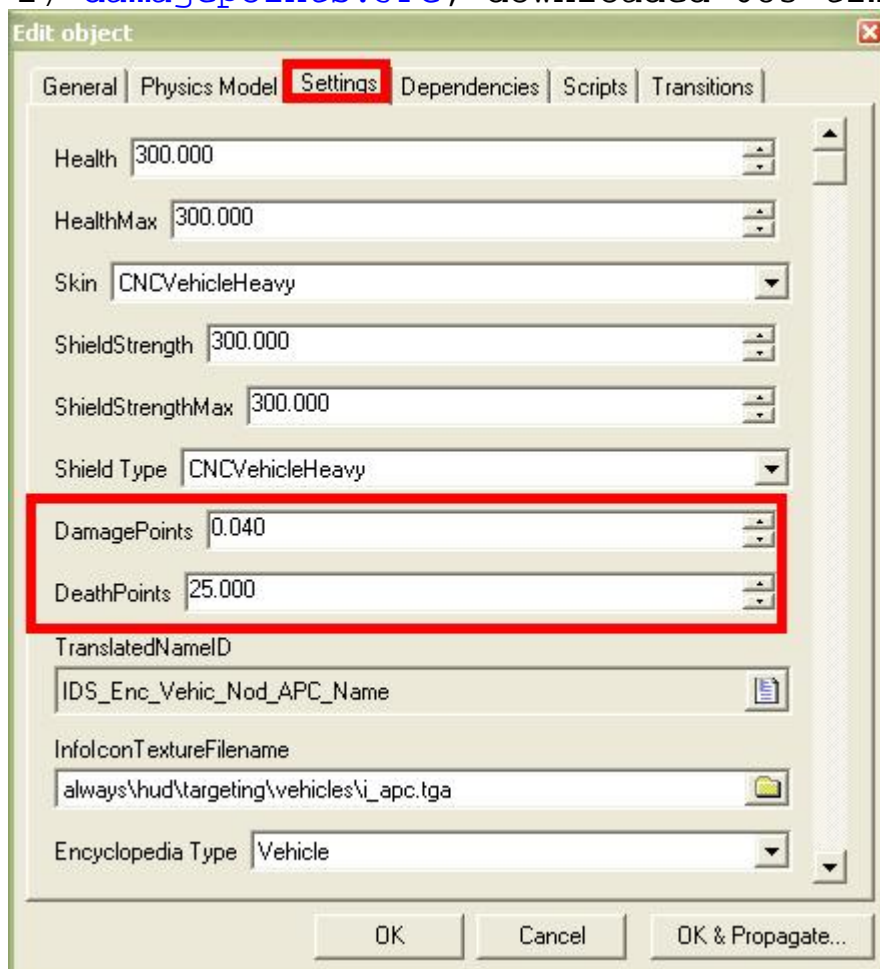 Edit object
General Physics Model Settings Dependencies Scripts Transitions
Health 300.000
HealthMax 300.000
Skin CNCVehicleHeavy
ShieldStrength 300.000
ShieldStrengthMax 300.000
Shield Type CNCVehicleHeavy
DamagePoints 0.040
DeathPoints 25.000
TranslatedNameID
IDS_Enc_Vehic_Nod_APC_Name
InfoIconTextureFilename
always\hud\targeting\vehicles\i_apc.tga
Encyclopedia Type Vehicle
OK Cancel OK & Propagate...